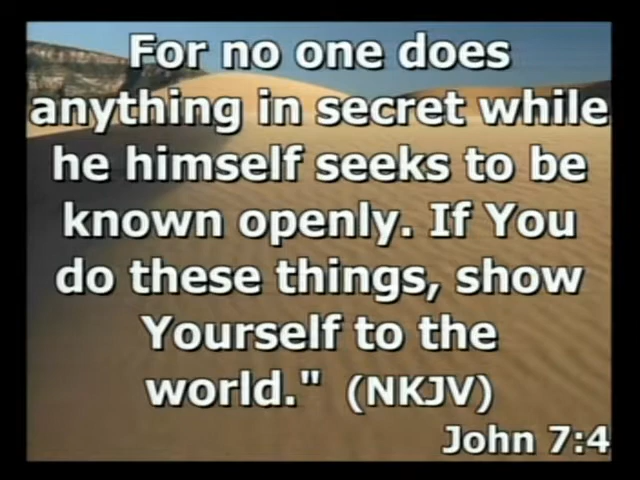 For no one does
anything in secret while
he himself seeks to be
known openly. If You
do these things, show
Yourself to the
world." (NKJV)
John 7:4